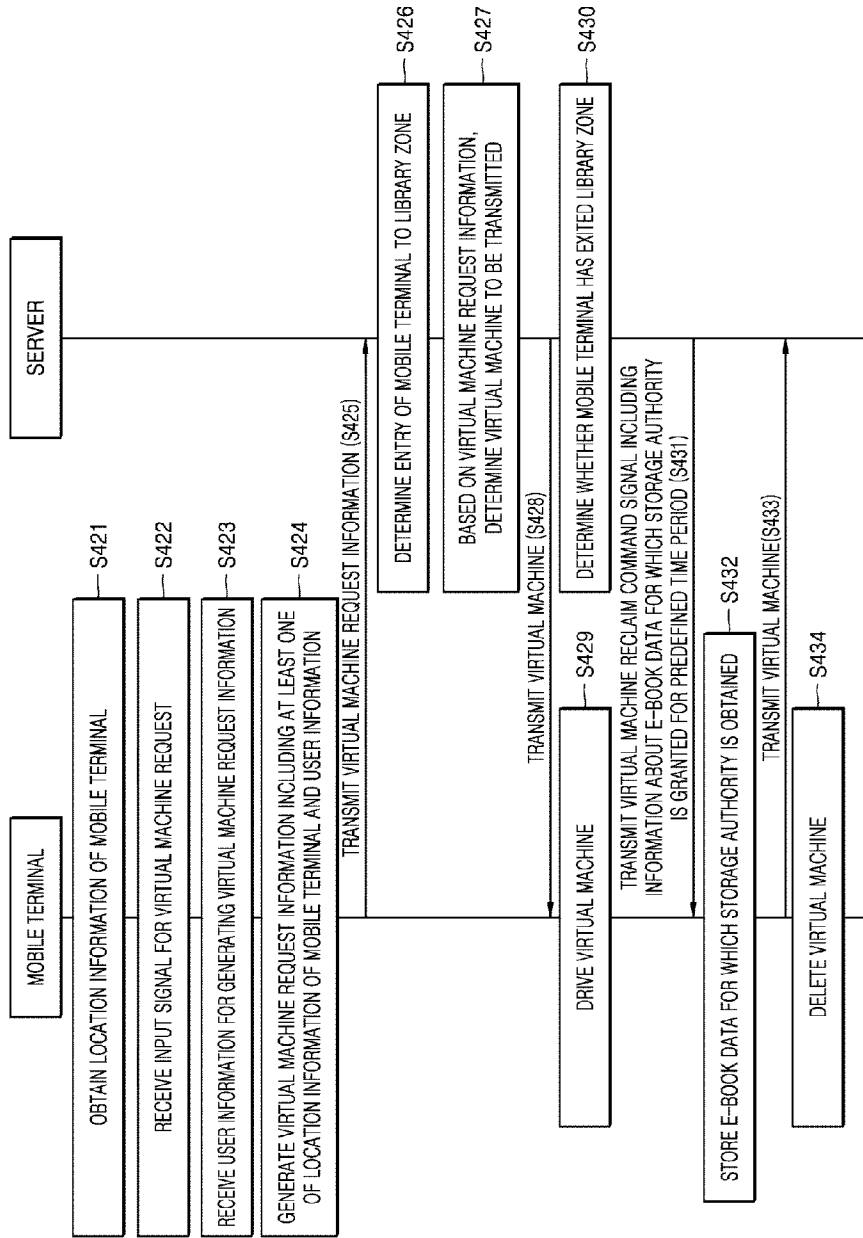 MOBILE TERMINAL
SERVER
OBTAIN LOCATION INFORMATION OF MOBILE TERMINAL
S421
RECEIVE INPUT SIGNAL FOR VIRTUAL MACHINE REQUEST
S422
RECEIVE USER INFORMATION FOR GENERATING VIRTUAL MACHINE REQUEST INFORMATION
S423
GENERATE VIRTUAL MACHINE REQUEST INFORMATION INCLUDING AT LEAST ONE
OF LOCATION INFORMATION OF MOBILE TERMINAL AND USER INFORMATION
S424
TRANSMIT VIRTUAL MACHINE REQUEST INFORMATION (S425)
DETERMINE ENTRY OF MOBILE TERMINAL TO LIBRARY ZONE
S426
BASED ON VIRTUAL MACHINE REQUEST INFORMATION,
DETERMINE VIRTUAL MACHINE TO BE TRANSMITTED
S427
TRANSMIT VIRTUAL MACHINE (S428)
DRIVE VIRTUAL MACHINE
S429
DETERMINE WHETHER MOBILE TERMINAL HAS EXITED LIBRARY ZONE
S430
TRANSMIT VIRTUAL MACHINE RECLAIM COMMAND SIGNAL INCLUDING
INFORMATION ABOUT E-BOOK DATA FOR WHICH STORAGE AUTHORITY
IS GRANTED FOR PREDEFINED TIME PERIOD (S431)
STORE E-BOOK DATA FOR WHICH STORAGE AUTHORITY IS OBTAINED
S432
TRANSMIT VIRTUAL MACHINE(S433)
DELETE VIRTUAL MACHINE
S434